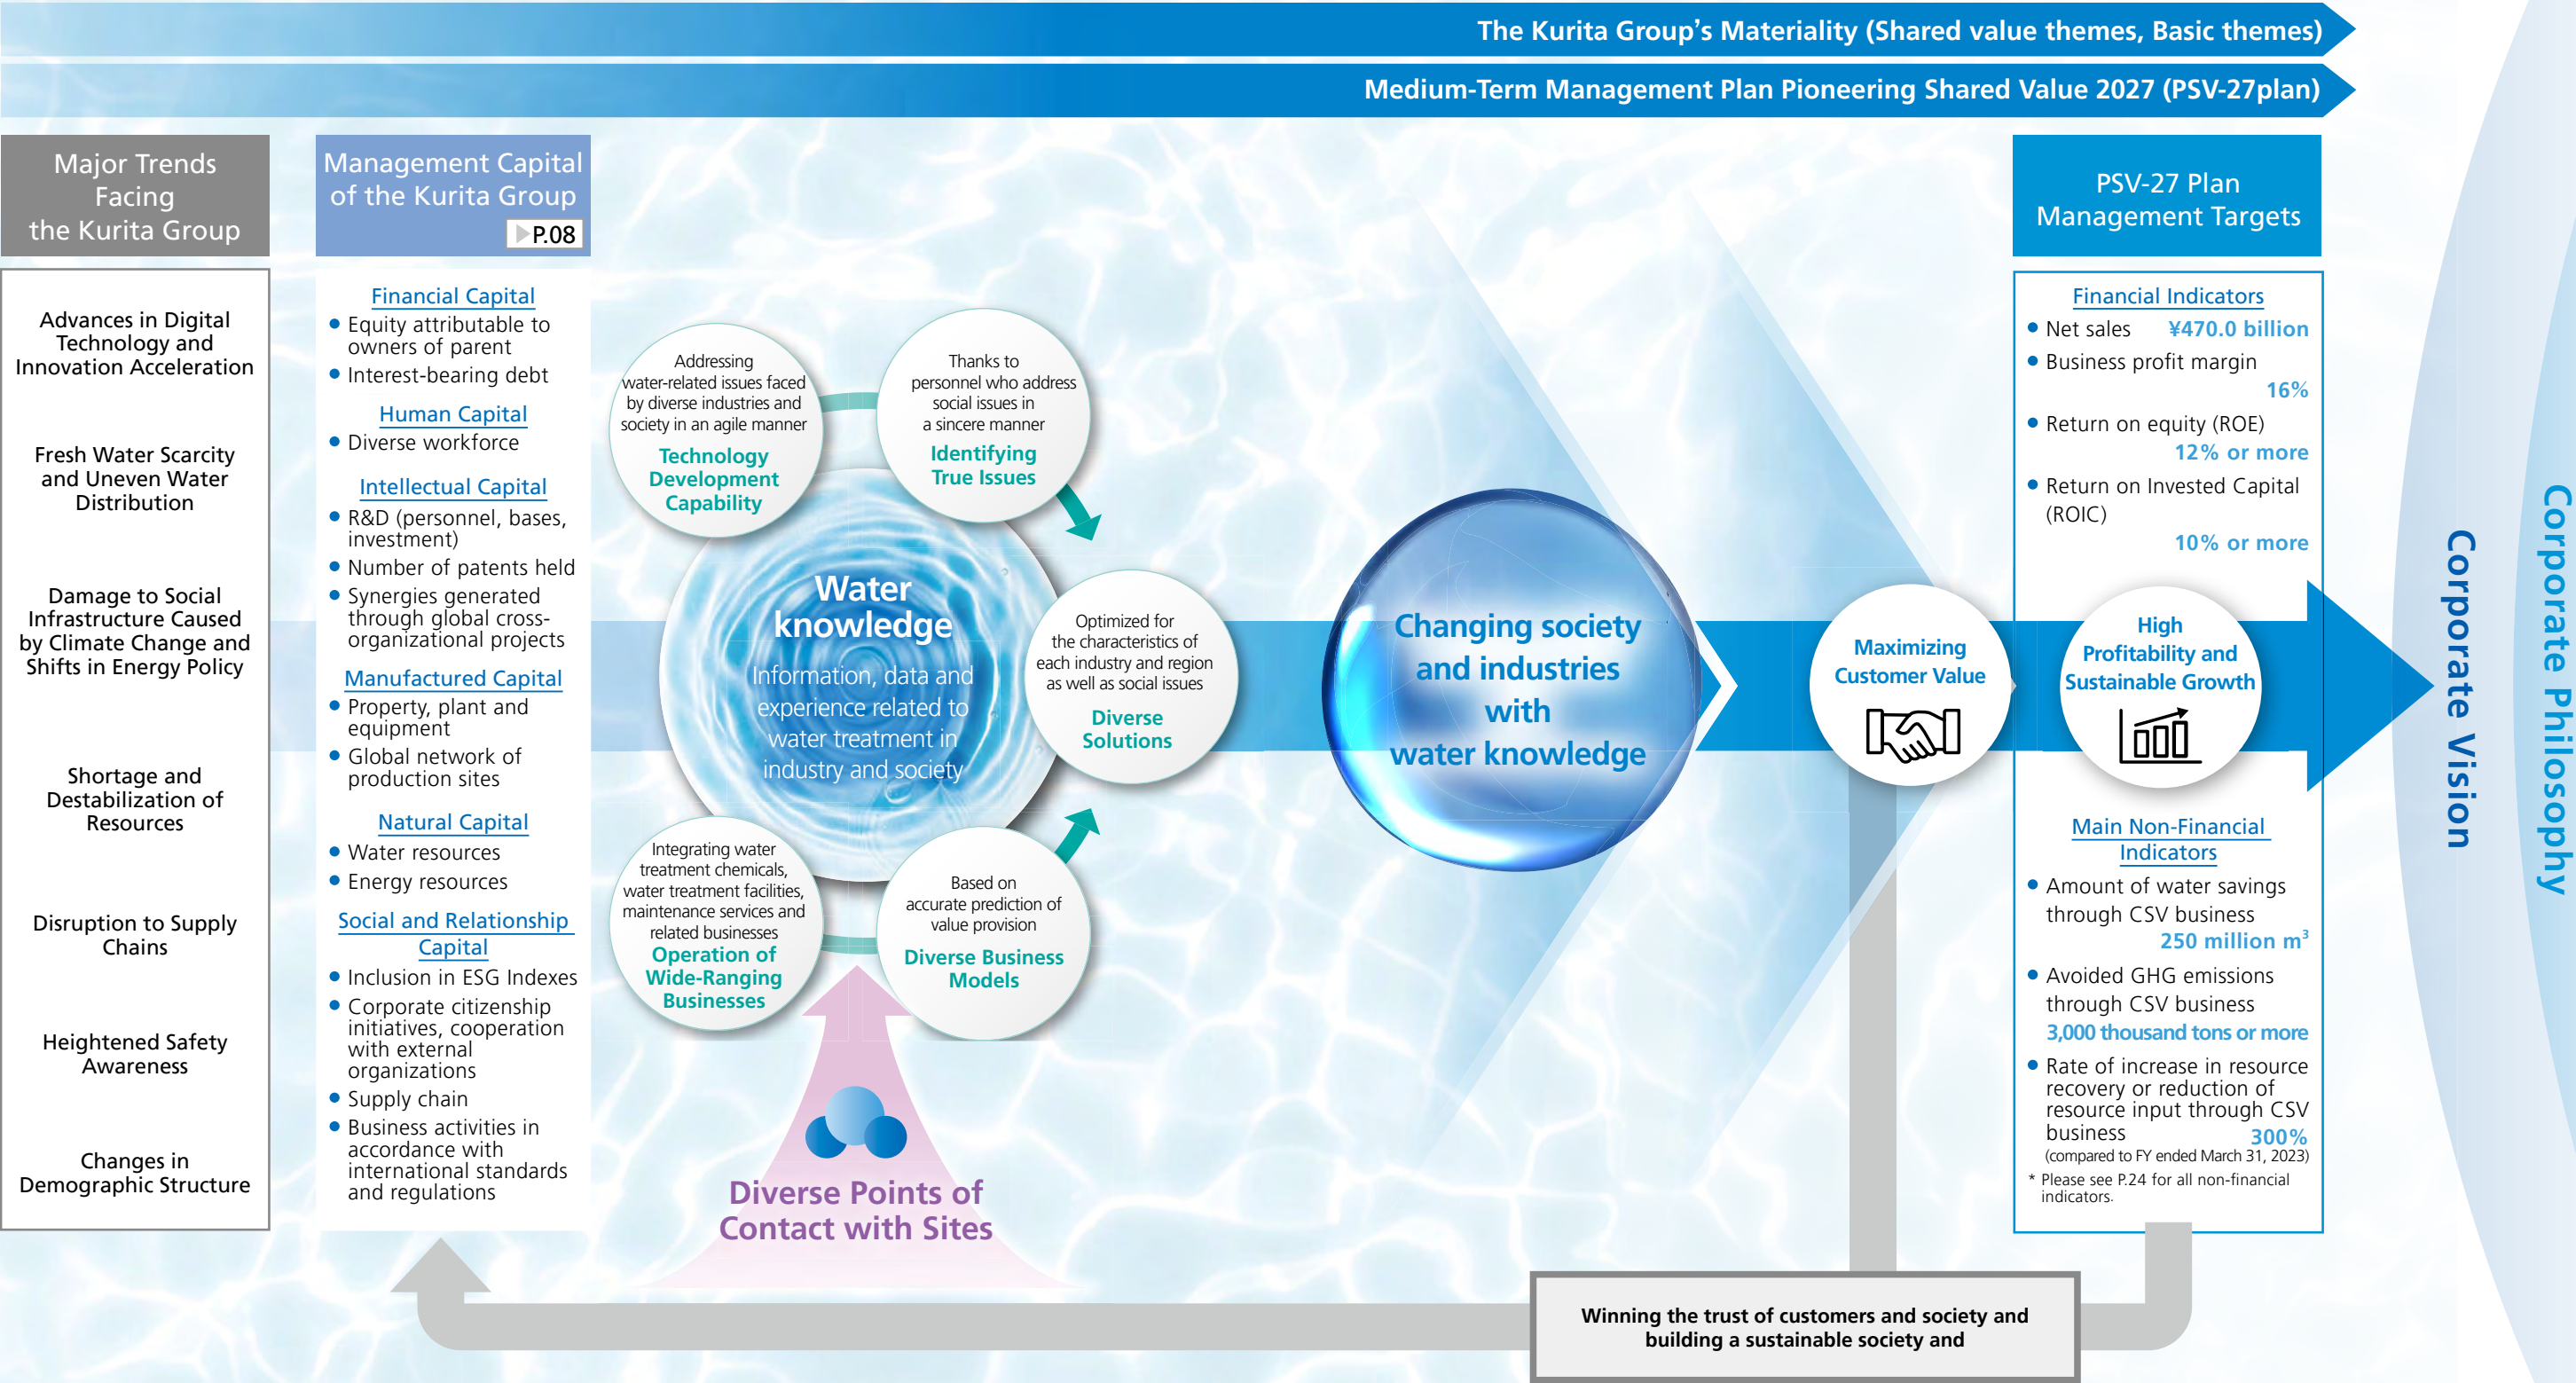 The Kurita Group's Materiality (Shared value themes, Basic themes)
Medium-Term Management Plan Pioneering Shared Value 2027 (PSV-27plan)
Major Trends
Facing
the Kurita Group
Advances in Digital
Technology and
Innovation Acceleration
Fresh Water Scarcity
and Uneven Water
Distribution
Damage to Social
Infrastructure Caused
by Climate Change and
Shifts in Energy Policy
Shortage and
Destabilization of
Resources
Disruption to Supply
Chains
Heightened Safety
Awareness
Changes in
Demographic Structure
Management Capital
of the Kurita Group
P.08
Financial Capital
● Equity attributable to
owners of parent
● Interest-bearing debt
Human Capital
● Diverse workforce
Intellectual Capital
● R&D (personnel, bases,
investment)
● Number of patents held
● Synergies generated
through global cross-
organizational projects
Manufactured Capital
● Property, plant and
equipment
● Global network of
production sites
Natural Capital
● Water resources
● Energy resources
Social and Relationship
Capital
● Inclusion in ESG Indexes
● Corporate citizenship
initiatives, cooperation
with external
organizations
● Supply chain
● Business activities in
accordance with
international standards
and regulations
Addressing
water-related issues faced
by diverse industries and
society in an agile manner
Technology
Development
Capability
Thanks to
personnel who address
social issues in
a sincere manner
Identifying
True Issues
Water
knowledge
Information, data and
experience related to
water treatment in
industry and society
Optimized for
the characteristics of
each industry and region
as well as social issues
Diverse
Solutions
Integrating water
treatment chemicals,
water treatment facilities,
maintenance services and
related businesses
Operation of
Wide-Ranging
Businesses
Based on
accurate prediction of
value provision
Diverse Business
Models
Diverse Points of
Contact with Sites
Changing society
and industries
with
water knowledge
Maximizing
Customer Value
PSV-27 Plan
Management Targets
Financial Indicators
● Net sales ¥470.0 billion
● Business profit margin
16%
● Return on equity (ROE)
12% or more
● Return on Invested Capital
(ROIC)
10% or more
High
Profitability and
Sustainable Growth
Main Non-Financial
Indicators
● Amount of water savings
through CSV business
250 million m³
● Avoided GHG emissions
through CSV business
3,000 thousand tons or more
● Rate of increase in resource
recovery or reduction of
resource input through CSV
business 300%
(compared to FY ended March 31, 2023)
* Please see P.24 for all non-financial
indicators.
Winning the trust of customers and society and
building a sustainable society and
Corporate Vision
Corporate Philosophy